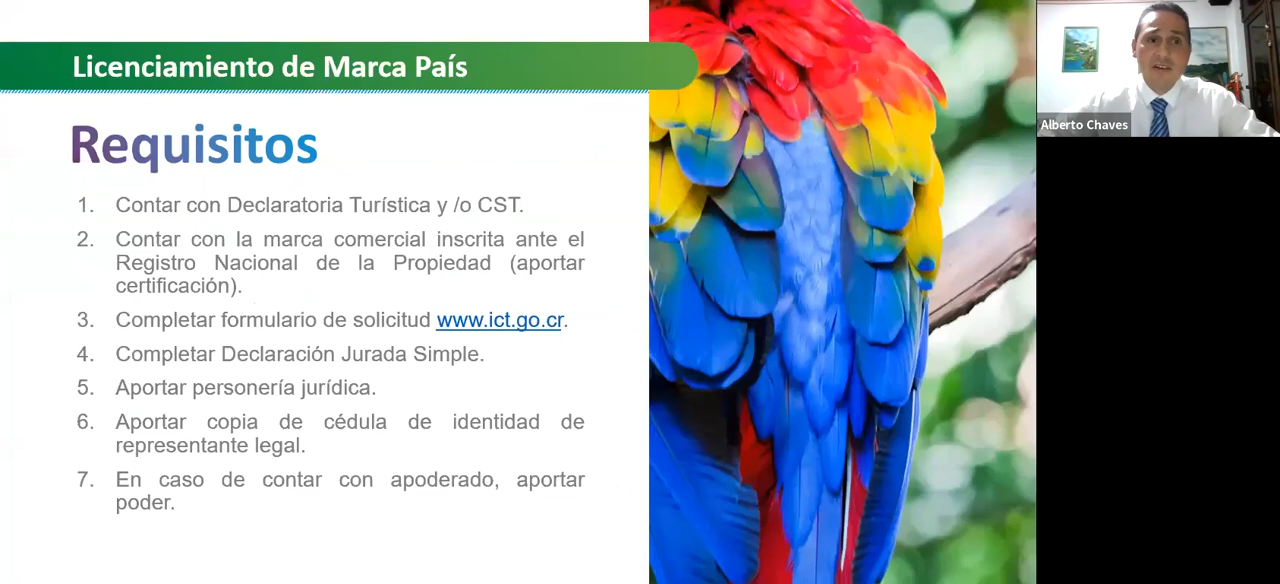 Licenciamiento de Marca País
Requisitos
1. Contar con Declaratoria Turística y /o CST.
2. Contar con la marca comercial inscrita ante el
Registro Nacional de la Propiedad (aportar
certificación).
3. Completar formulario de solicitud www.ict.go.cr.
4. Completar Declaración Jurada Simple.
5. Aportar personería jurídica.
6. Aportar copia de cédula de identidad de
representante legal.
7. En caso de contar con apoderado, aportar
poder.
Alberto Chaves